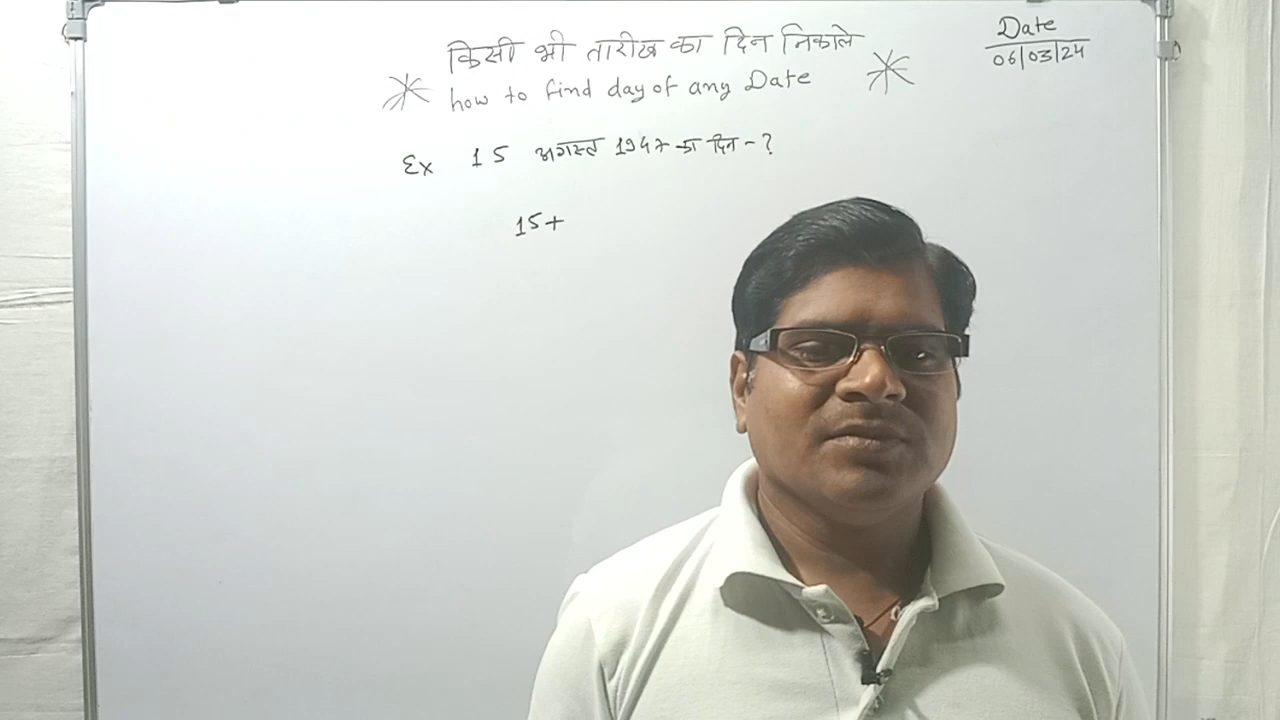 किसी भी तारीख का दिन निकाले
how to find day of any Date
Date
06/03/24
Ex 15 अगस्त 1947 का दिन - ?
15+